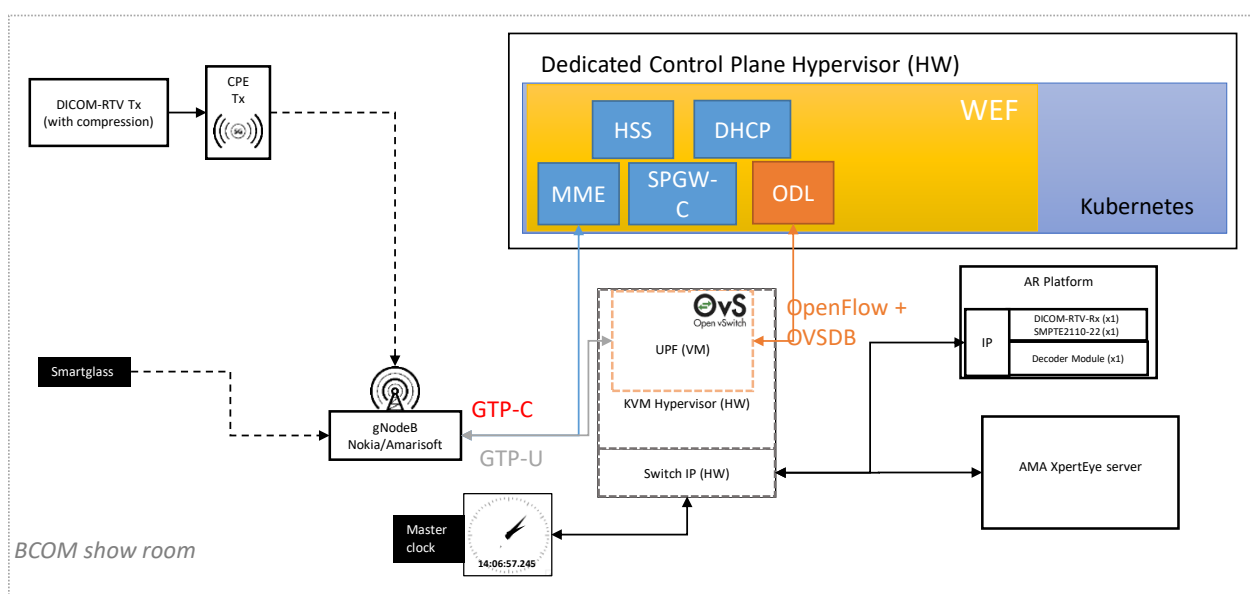 Dedicated Control Plane Hypervisor (HW)
CPE
Tx
DICOM-RTV Tx
(with compression)
5G
WEF
HSS
DHCP
MME
SPGW-
C
ODL
Kubernetes
OvS
Open vSwitch
OpenFlow +
OVSDB
UPF (VM)
KVM Hypervisor (HW)
Switch IP (HW)
AR Platform
IP
DICOM-RTV-Rx (x1)
SMPTE2110-22 (x1)
Decoder Module (x1)
Smartglass
gNodeB
Nokia/Amarisoft
GTP-C
GTP-U
AMA XpertEye server
Master
clock
14:06:57.245
BCOM show room